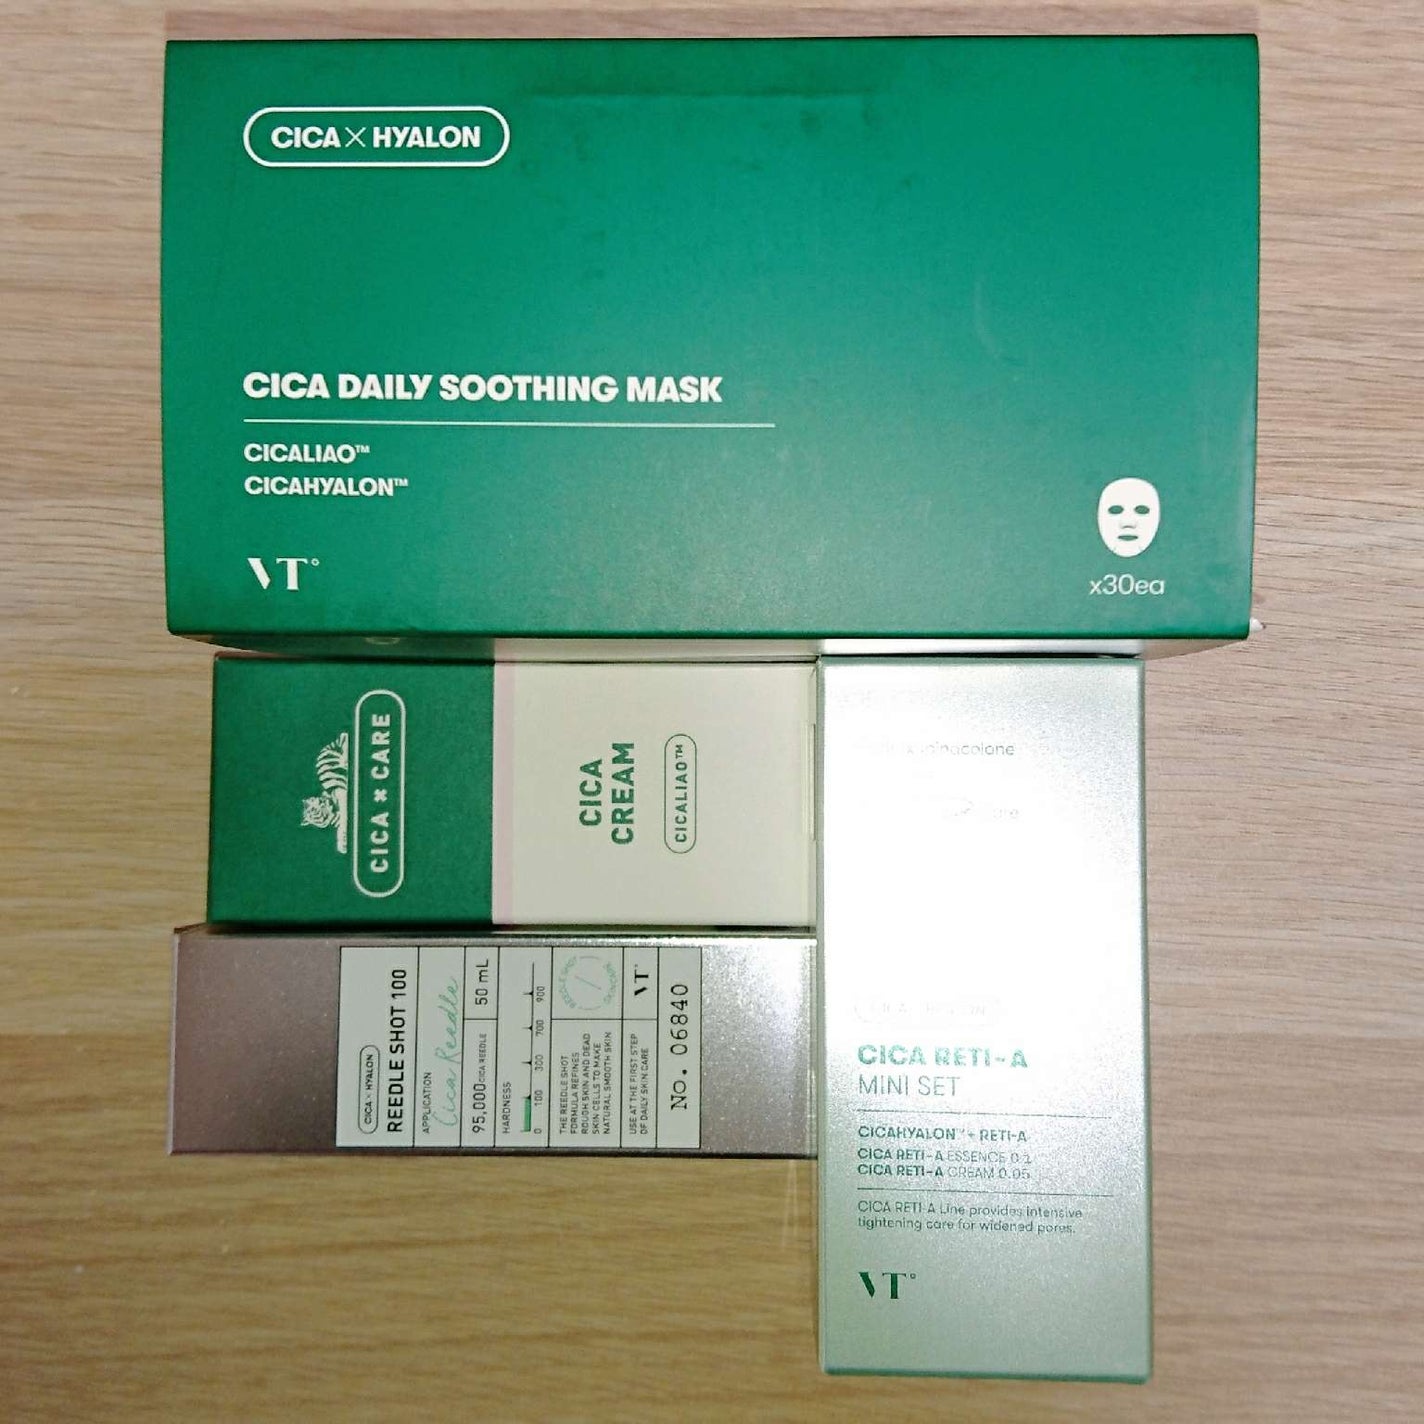 CICA×HYALON
CICA DAILY SOOTHING MASK
CICALIAO™
CICAHYALON™
VT°
x30ea
CICA × CARE
CICA
CREAM
CICALIAO™
CICA×HYALON
REEDLE SHOT 100
APPLICATION
Cica Reedle
95,000 CICA REEDLE
50 mL
HARDNESS
0 100 300 700 900
THE REEDLE SHOT
FORMULA REFINES
ROUGH SKIN AND DEAD
SKIN CELLS TO MAKE
NATURAL SMOOTH SKIN
REEDLE SHOT
USE AT THE FIRST STEP
OF DAILY SKIN CARE
VT°
No. 06840
CICA RETI-A
MINI SET
CICAHYALON™+ RETI-A
CICA RETI-A ESSENCE 0.1
CICA RETI-A CREAM 0.05
CICA RETI-A Line provides intensive
tightening care for widened pores.
VT°